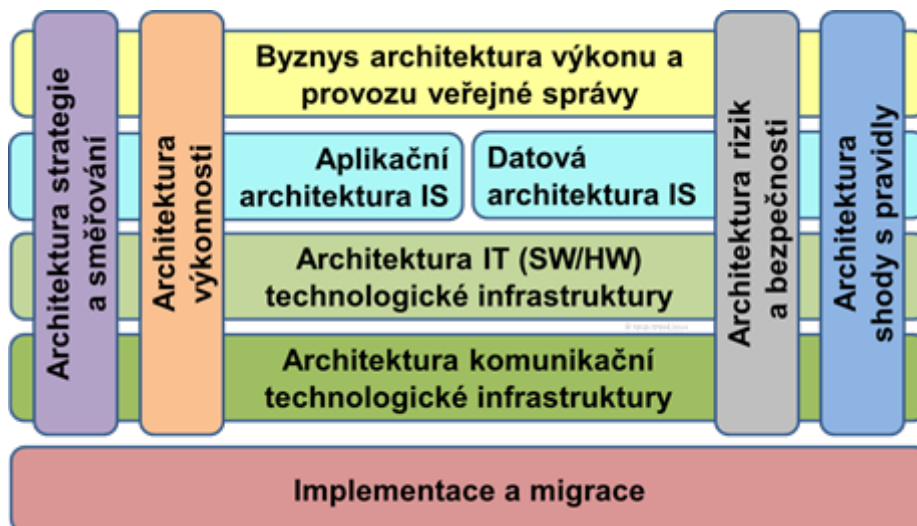 Architektura strategie
a směřování
Architektura
výkonnosti
Byznys architektura výkonu a
provozu veřejné správy
Aplikační
architektura IS
Datová
architektura IS
Architektura IT (SW/HW)
technologické infrastruktury
Architektura komunikační
technologické infrastruktury
Architektura rizik
a bezpečnosti
Architektura
shody s pravidly
Implementace a migrace